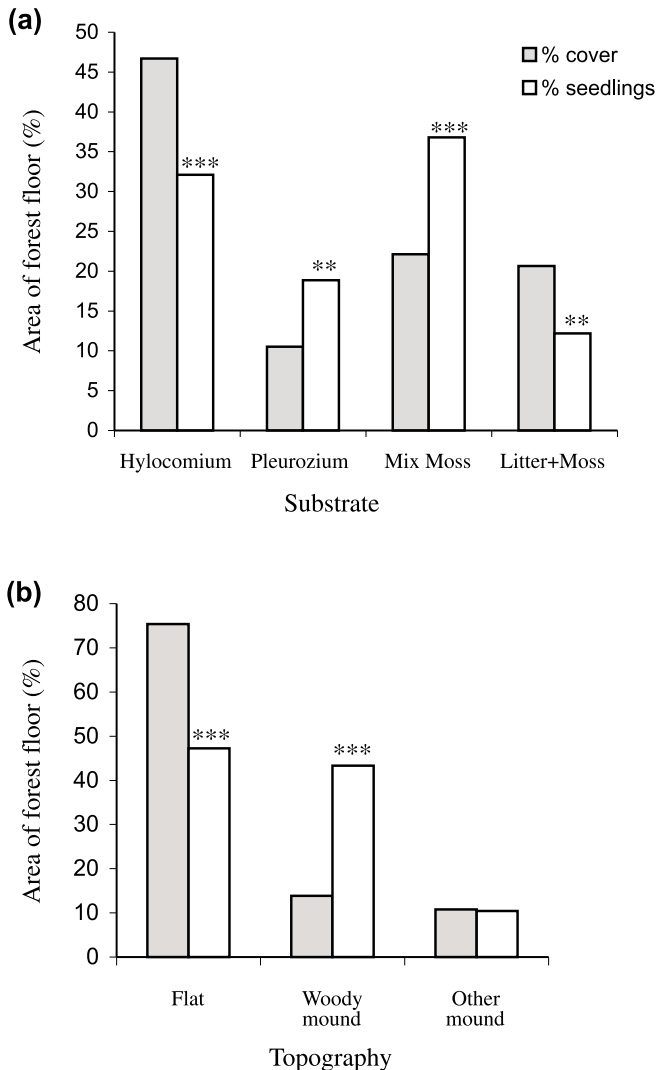 (a)
50
45
40
35
30
25
20
15
10
5
0
Area of forest floor (%)
% cover
% seedlings
***
**
***
**
Hylocomium Pleurozium Mix Moss Litter+Moss
Substrate
(b)
80
70
60
50
40
30
20
10
0
Area of forest floor (%)
***
***
Flat
Woody
mound
Other
mound
Topography